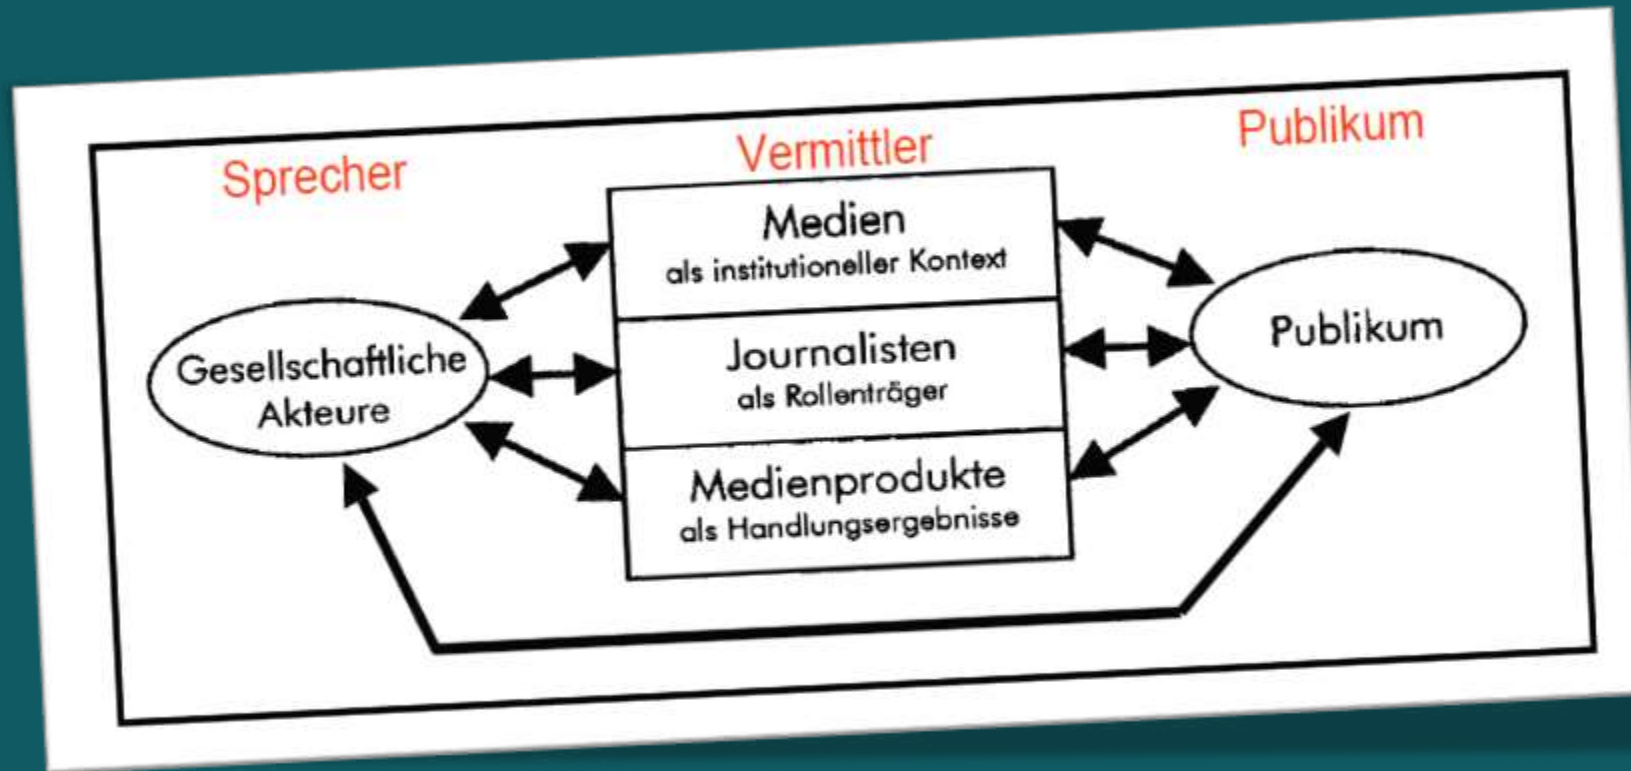 Sprecher
Vermittler
Publikum
Medien
als institutioneller Kontext
Gesellschaftliche
Akteure
Journalisten
als Rollenträger
Publikum
Medienprodukte
als Handlungsergebnisse